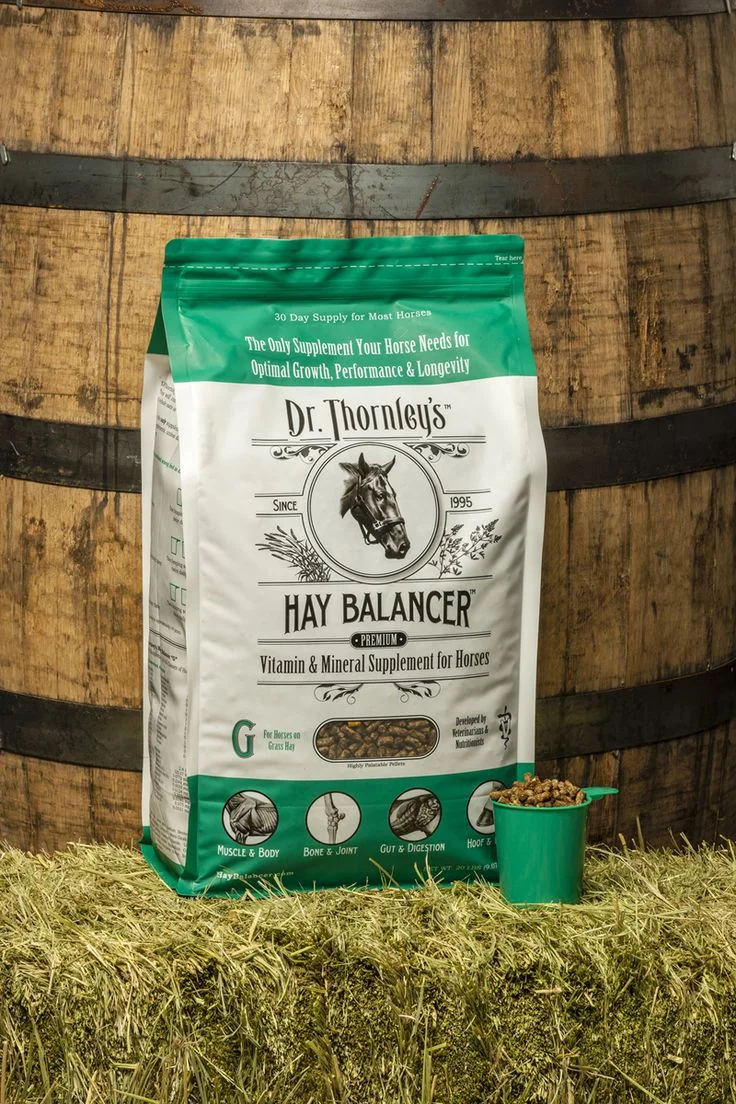 Tear here
30 Day Supply for Most Horses
The Only Supplement Your Horse Needs for
Optimal Growth, Performance & Longevity
Dr. Thornley's™
Since 1995
Hay Balancer™
Premium
Vitamin & Mineral Supplement for Horses
G
For Horses on
Grass Hay
Developed by
Veterinarians &
Nutritionists
Highly Palatable Pellets
Muscle & Body
Bone & Joint
Gut & Digestion
Hoof &
HayBalancer.com
20 LBS